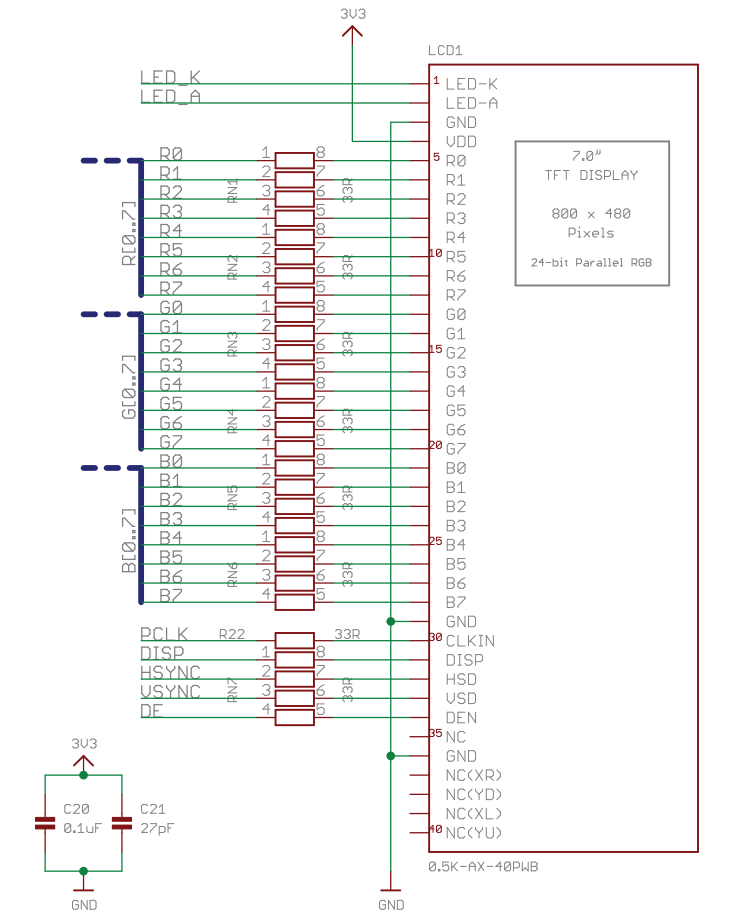 3V3
LCD1
LED_K 1 LED-K
LED_A LED-A
GND
VDD
R0 1 8 5 R0
R1 2 7 R1
R2 3 6 R2
R3 4 5 R3
R4 1 8 R4
R5 2 7 10 R5
R6 3 6 R6
R7 4 5 R7
RN1 33R
RN2 33R
R[0..7]
G0 1 8 G0
G1 2 7 G1
G2 3 6 15 G2
G3 4 5 G3
G4 1 8 G4
G5 2 7 G5
G6 3 6 G6
G7 4 5 20 G7
RN3 33R
RN4 33R
G[0..7]
B0 1 8 B0
B1 2 7 B1
B2 3 6 B2
B3 4 5 B3
B4 1 8 25 B4
B5 2 7 B5
B6 3 6 B6
B7 4 5 B7
RN5 33R
RN6 33R
B[0..7]
GND
PCLK R22 33R 30 CLKIN
DISP 1 8 DISP
HSYNC 2 7 HSD
VSYNC 3 6 VSD
DE 4 5 DEN
RN7 33R
35 NC
GND
NC(XR)
NC(YD)
NC(XL)
40 NC(YU)
7.0"
TFT DISPLAY
800 x 480
Pixels
24-bit Parallel RGB
0.5K-AX-40PWB
3V3
C20
0.1uF
C21
27pF
GND
GND